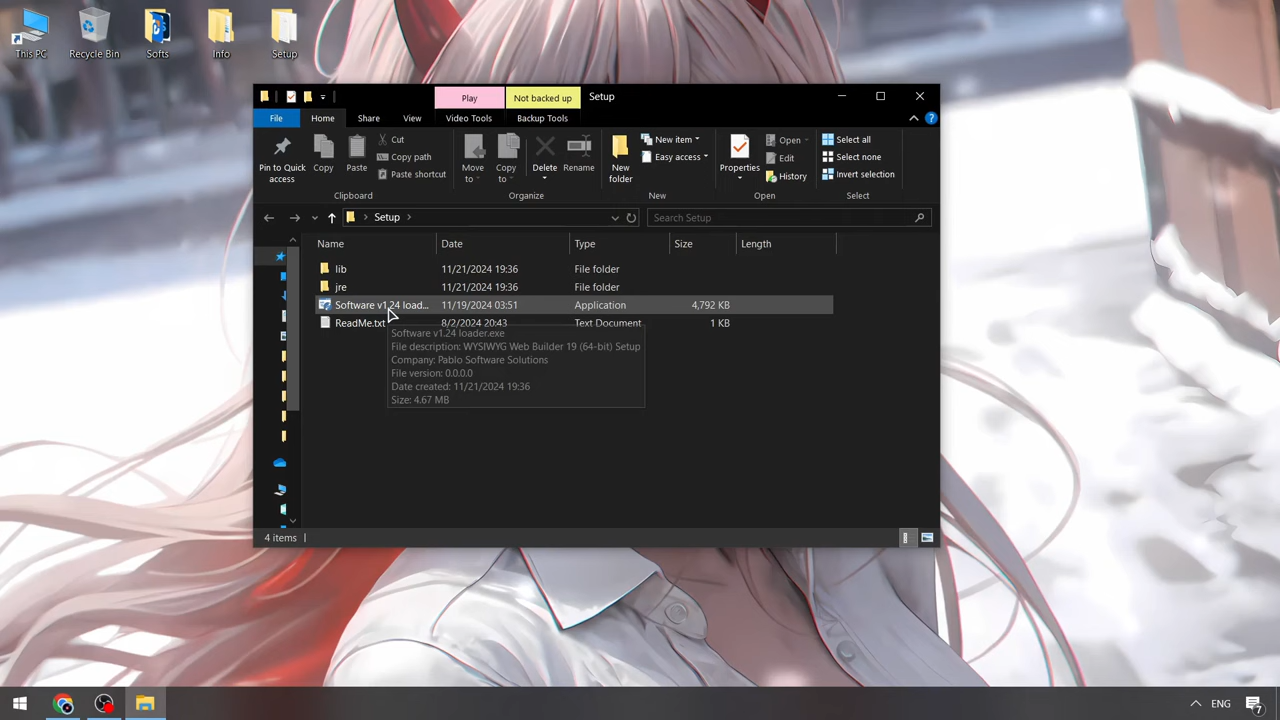 This PC
Recycle Bin
Softs
Info
Setup
Play
Not backed up
Setup
File
Home
Share
View
Video Tools
Backup Tools
Pin to Quick access
Copy
Paste
Cut
Copy path
Paste shortcut
Clipboard
Move to
Copy to
Delete
Rename
Organize
New folder
New item
Easy access
New
Properties
Open
Edit
History
Open
Select all
Select none
Invert selection
Select
Setup
Search Setup
Name
Date
Type
Size
Length
lib
11/21/2024 19:36
File folder
jre
11/21/2024 19:36
File folder
Software v1.24 load...
11/19/2024 03:51
Application
4,792 KB
ReadMe.txt
8/2/2024 20:43
Text Document
1 KB
Software v1.24 loader.exe
File description: WYSIWYG Web Builder 19 (64-bit) Setup
Company: Pablo Software Solutions
File version: 0.0.0.0
Date created: 11/21/2024 19:36
Size: 4.67 MB
4 items
ENG
7